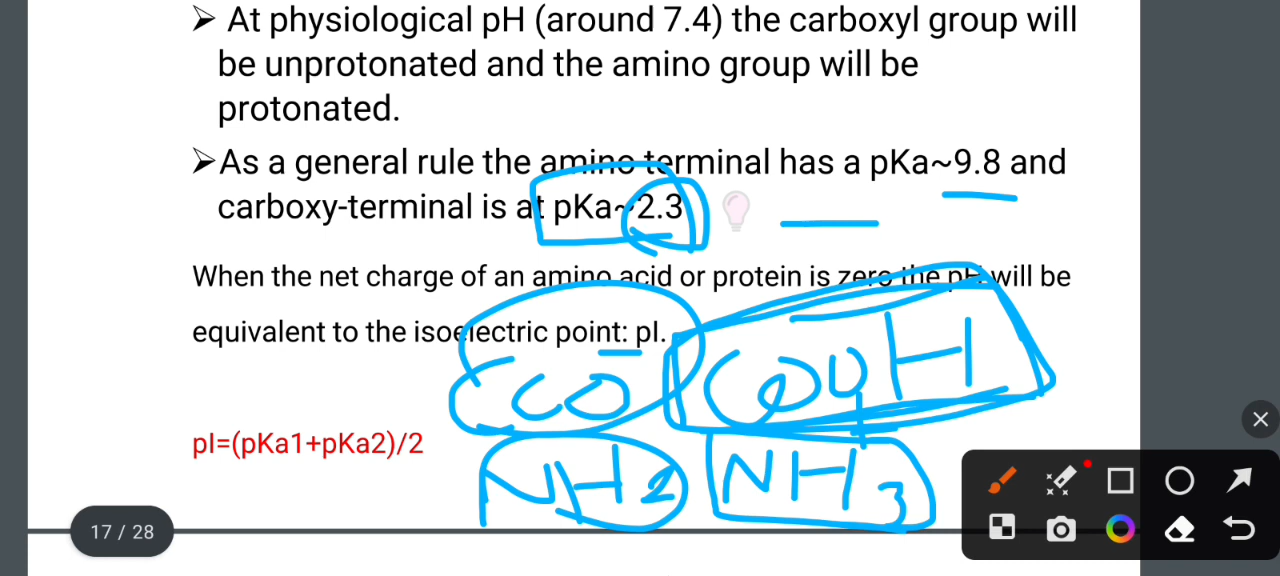 ➢ At physiological pH (around 7.4) the carboxyl group will
be unprotonated and the amino group will be
protonated.
➢As a general rule the amino terminal has a pKa~9.8 and
carboxy-terminal is at pKa~2.3
When the net charge of an amino acid or protein is zero the pH will be
equivalent to the isoelectric point: pI.
co
H
pI=(pKa1+pKa2)/2
NH2 NH3
17 / 28